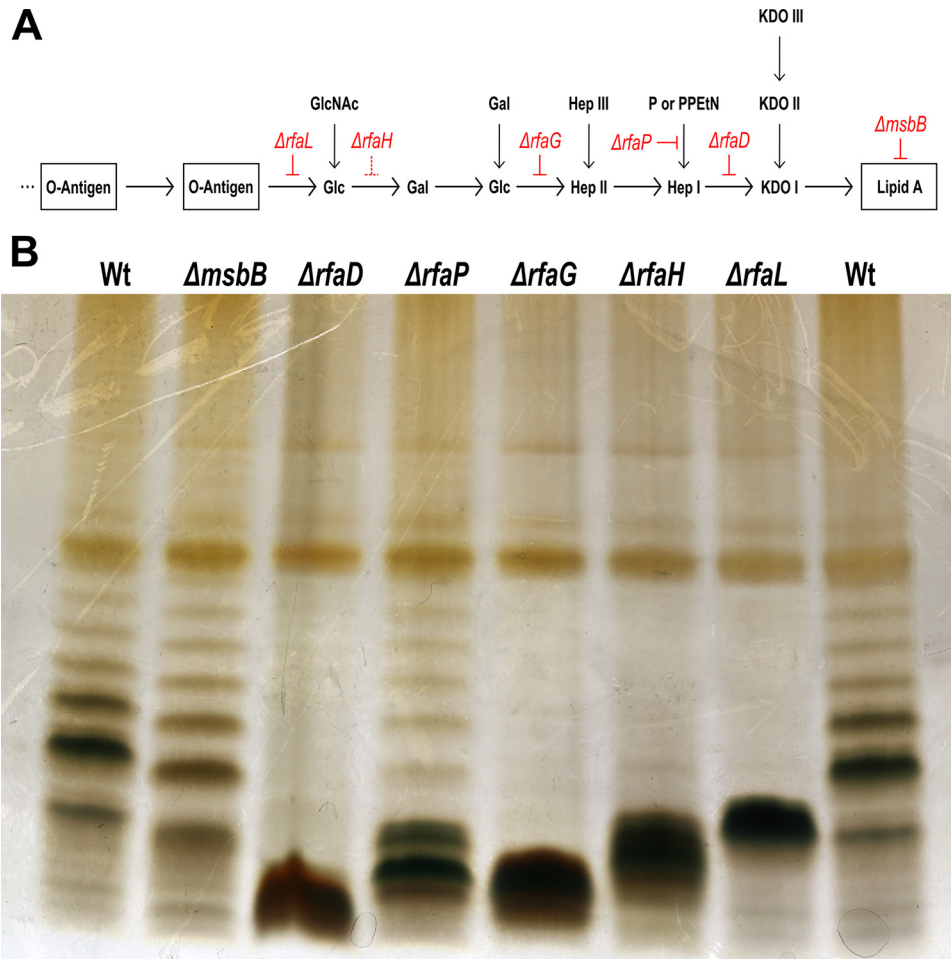 A
KDO III
GlcNAc Gal Hep III P or PPEtN KDO II
ΔrfaL ΔrfaH ΔrfaG ΔrfaP ΔrfaD ΔmsbB
... O-Antigen O-Antigen Glc Gal Glc Hep II Hep I KDO I Lipid A
B
Wt ΔmsbB ΔrfaD ΔrfaP ΔrfaG ΔrfaH ΔrfaL Wt